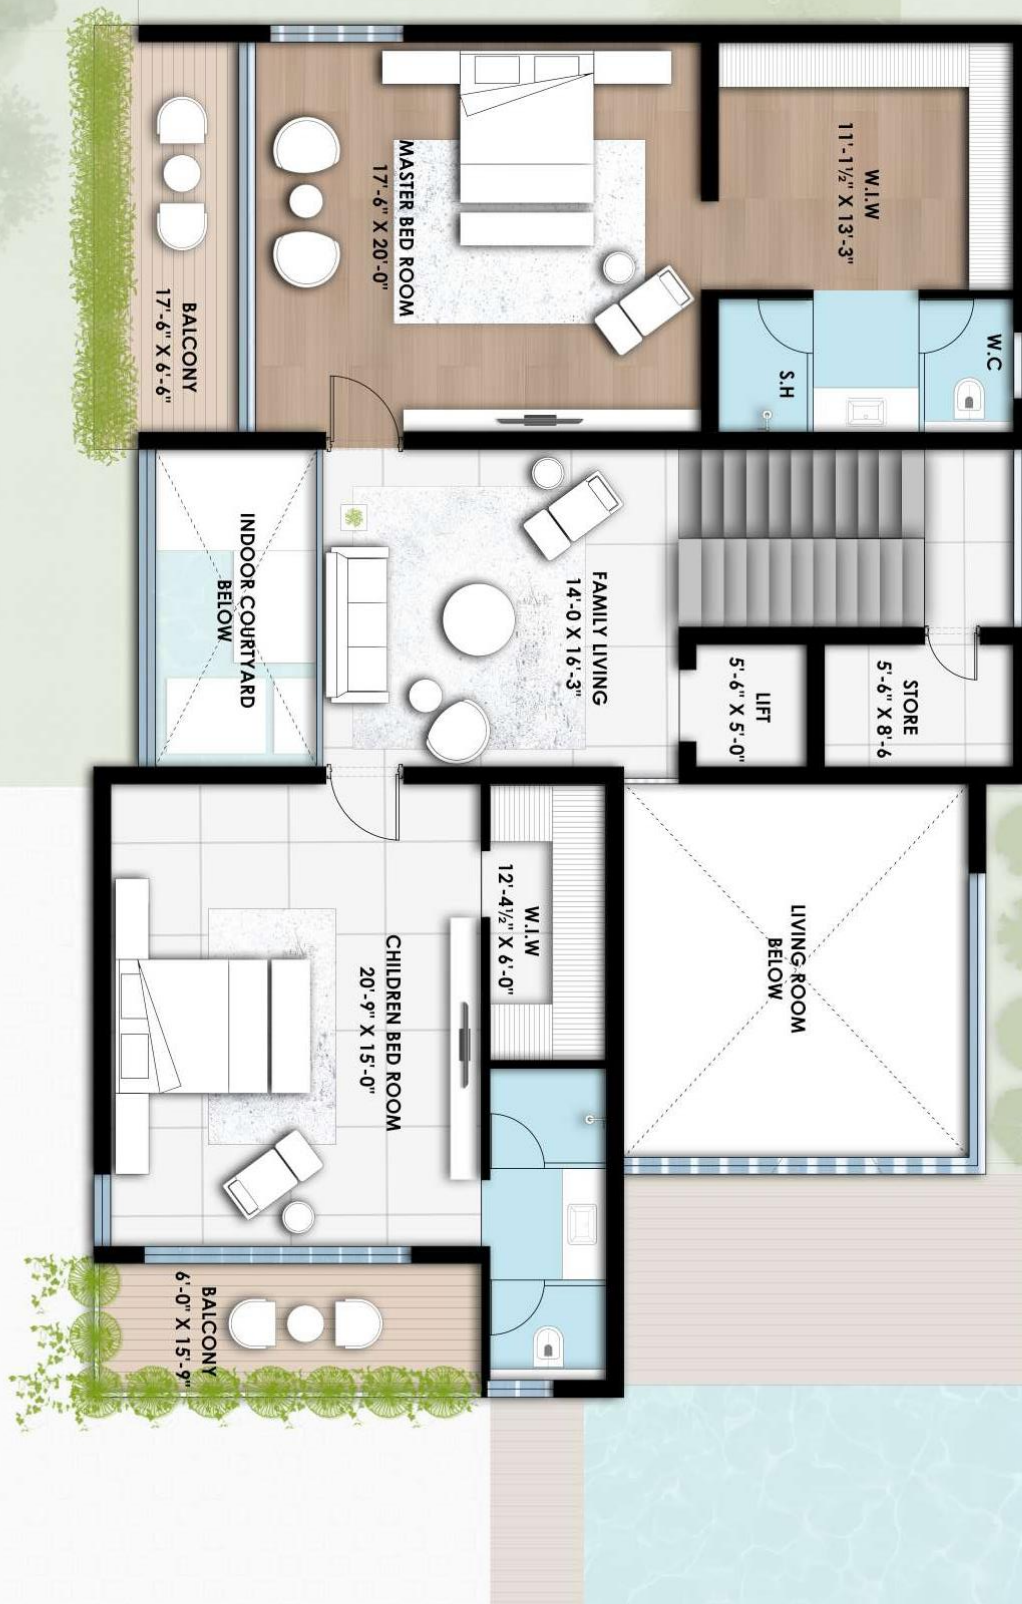 W.I.W
11'-1½" X 13'-3"
MASTER BED ROOM
17'-6" X 20'-0"
BALCONY
17'-6" X 6'-6"
W.C
S.H
INDOOR COURTYARD
BELOW
FAMILY LIVING
14'-0 X 16'-3"
LIFT
5'-6" X 5'-0"
STORE
5'-6" X 8'-6
W.I.W
12'-4½" X 6'-0"
CHILDREN BED ROOM
20'-9" X 15'-0"
LIVING ROOM
BELOW
BALCONY
6'-0" X 15'-9"